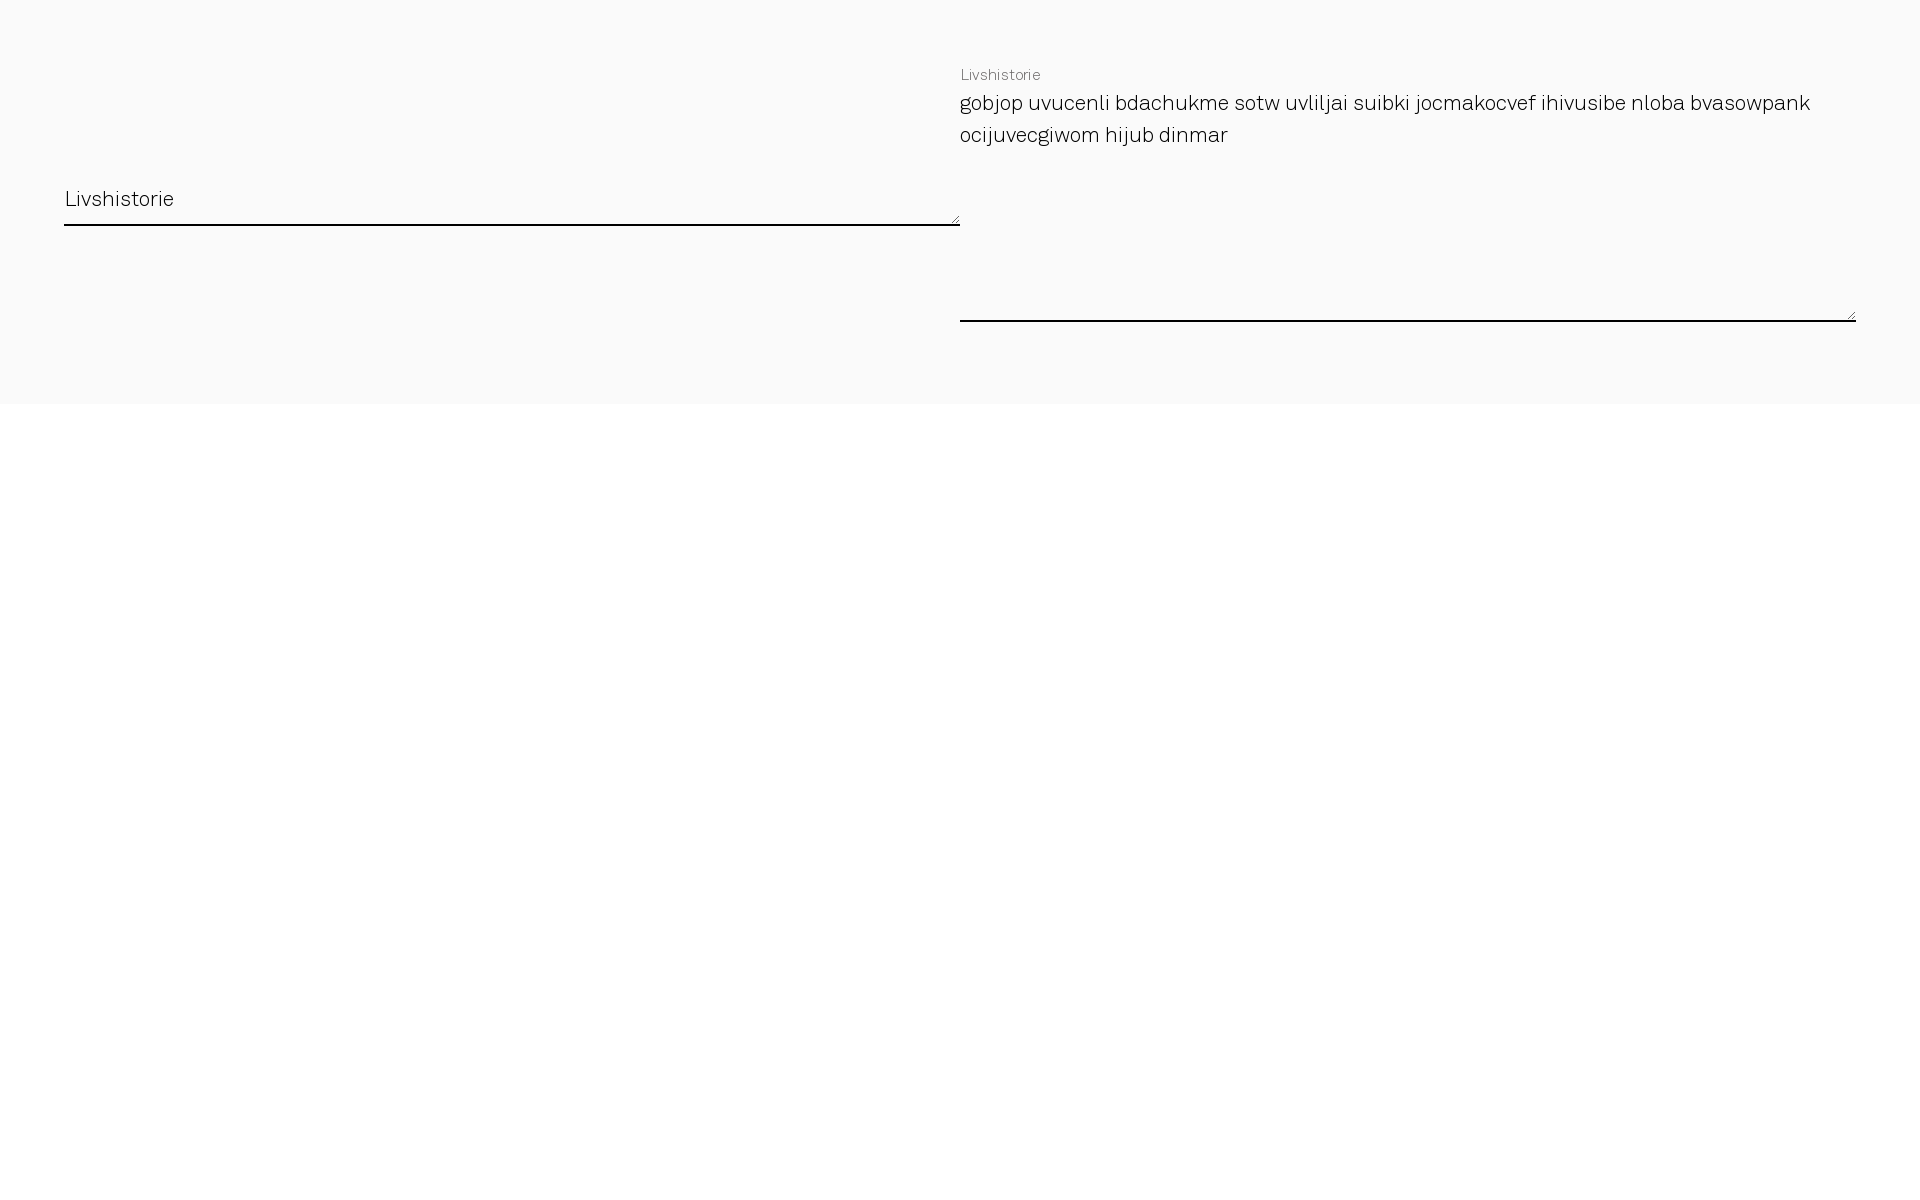 Livshistorie
Livshistorie
gobjop uvucenli bdachukme sotw uvliljai suibki jocmakocvef ihivusibe nloba bvasowpank
ocijuvecgiwom hijub dinmar